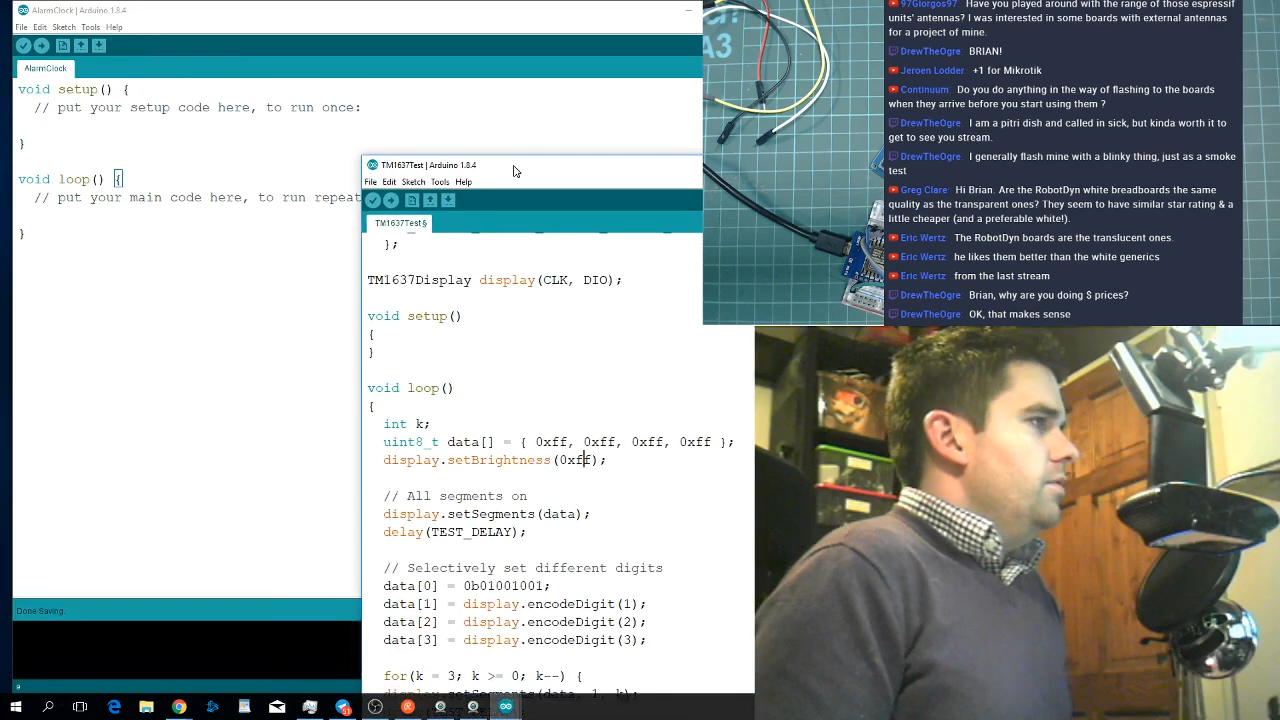 AlarmClock | Arduino 1.8.4
File Edit Sketch Tools Help
AlarmClock
void setup() {
// put your setup code here, to run once:
}
void loop() {
// put your main code here, to run repeat
}
Done Saving.
9
TM1637Test | Arduino 1.8.4
File Edit Sketch Tools Help
TM1637Test§
};
TM1637Display display(CLK, DIO);
void setup()
{
}
void loop()
{
int k;
uint8_t data[] = { 0xff, 0xff, 0xff, 0xff };
display.setBrightness(0xff);
// All segments on
display.setSegments(data);
delay(TEST_DELAY);
// Selectively set different digits
data[0] = 0b01001001;
data[1] = display.encodeDigit(1);
data[2] = display.encodeDigit(2);
data[3] = display.encodeDigit(3);
for(k = 3; k >= 0; k--) {
display.setSegments(data, 1, k);
A3
97Giorgos97: Have you played around with the range of those espressif
units' antennas? I was interested in some boards with external antennas
for a project of mine.
DrewTheOgre: BRIAN!
Jeroen Lodder: +1 for Mikrotik
Continuum: Do you do anything in the way of flashing to the boards
when they arrive before you start using them ?
DrewTheOgre: I am a pitri dish and called in sick, but kinda worth it to
get to see you stream.
DrewTheOgre: I generally flash mine with a blinky thing, just as a smoke
test
Greg Clare: Hi Brian. Are the RobotDyn white breadboards the same
quality as the transparent ones? They seem to have similar star rating & a
little cheaper (and a preferable white!).
Eric Wertz: The RobotDyn boards are the translucent ones.
Eric Wertz: he likes them better than the white generics
Eric Wertz: from the last stream
DrewTheOgre: Brian, why are you doing $ prices?
DrewTheOgre: OK, that makes sense